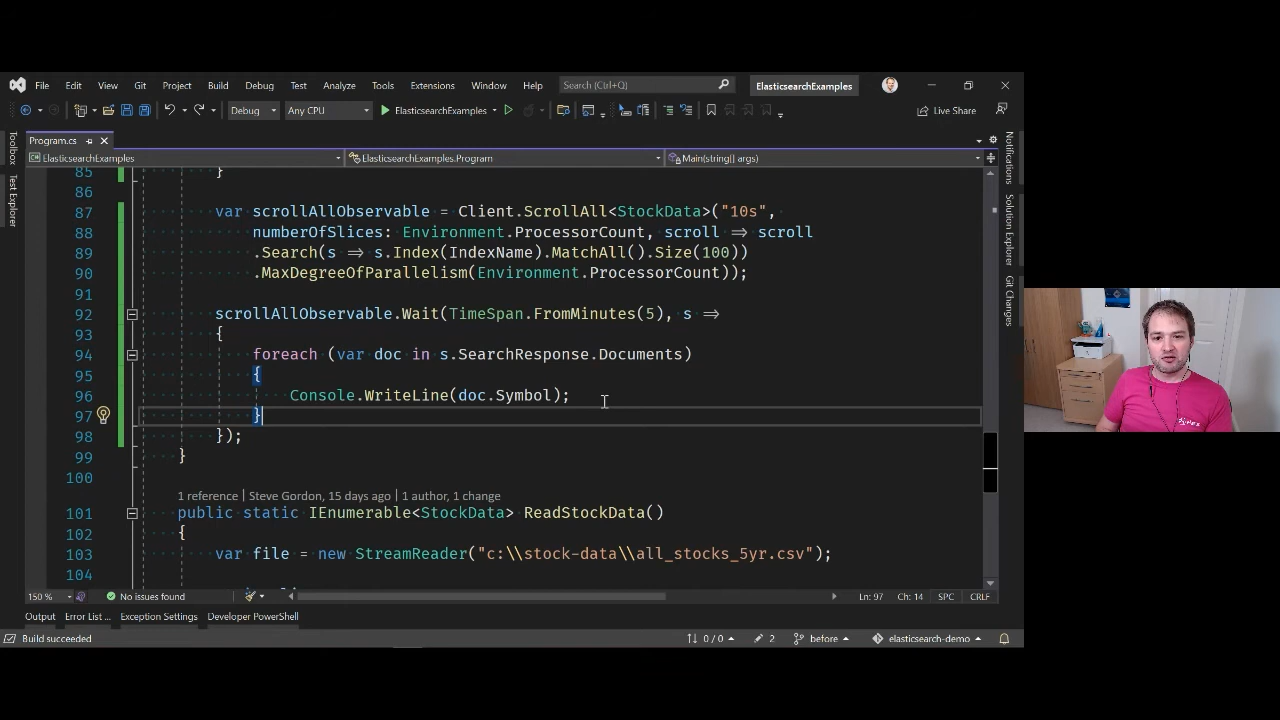 File Edit View Git Project Build Debug Test Analyze Tools Extensions Window Help Search (Ctrl+Q) ElasticsearchExamples
Debug Any CPU ElasticsearchExamples Live Share
Program.cs
ElasticsearchExamples ElasticsearchExamples.Program Main(string[] args)
Toolbox
Test Explorer
Notifications
Solution Explorer
Git Changes
85 }
86
87 var scrollAllObservable = Client.ScrollAll<StockData>("10s",
88 numberOfSlices: Environment.ProcessorCount, scroll => scroll
89 .Search(s => s.Index(IndexName).MatchAll().Size(100))
90 .MaxDegreeOfParallelism(Environment.ProcessorCount));
91
92 scrollAllObservable.Wait(TimeSpan.FromMinutes(5), s =>
93 {
94 foreach (var doc in s.SearchResponse.Documents)
95 {
96 Console.WriteLine(doc.Symbol);
97 }
98 });
99 }
100
1 reference | Steve Gordon, 15 days ago | 1 author, 1 change
101 public static IEnumerable<StockData> ReadStockData()
102 {
103 var file = new StreamReader("c:\\stock-data\\all_stocks_5yr.csv");
104
150 % No issues found Ln: 97 Ch: 14 SPC CRLF
Output Error List ... Exception Settings Developer PowerShell
Build succeeded 0 / 0 2 before elasticsearch-demo